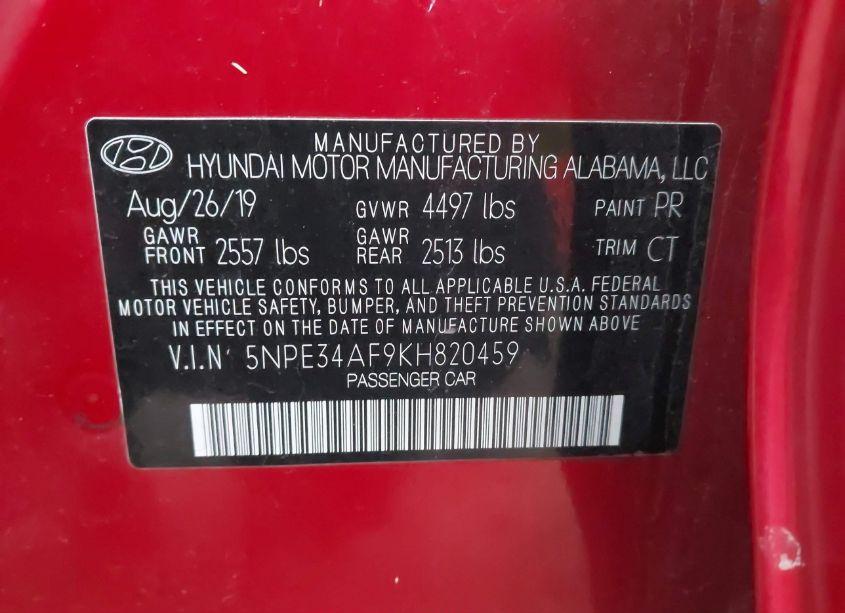 MANUFACTURED BY
HYUNDAI MOTOR MANUFACTURING ALABAMA, LLC
Aug/26/19 GVWR 4497 lbs PAINT PR
GAWR FRONT 2557 lbs GAWR REAR 2513 lbs TRIM CT
THIS VEHICLE CONFORMS TO ALL APPLICABLE U.S.A. FEDERAL
MOTOR VEHICLE SAFETY, BUMPER, AND THEFT PREVENTION STANDARDS
IN EFFECT ON THE DATE OF MANUFACTURE SHOWN ABOVE
V.I.N' 5NPE34AF9KH820459
PASSENGER CAR